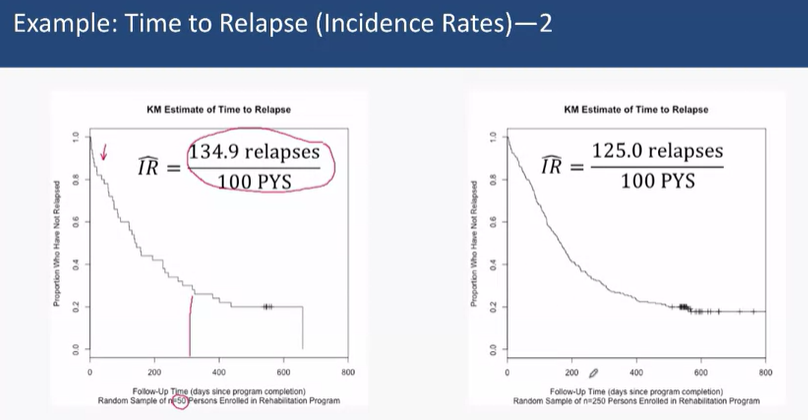 Example: Time to Relapse (Incidence Rates)—2
KM Estimate of Time to Relapse
Proportion Who Have Not Relapsed
1.0
0.8
0.6
0.4
0.2
0.0
IR̂ = 134.9 relapses
100 PYS
0 200 400 600 800
Follow-Up Time (days since program completion)
Random Sample of n=50 Persons Enrolled in Rehabilitation Program
KM Estimate of Time to Relapse
Proportion Who Have Not Relapsed
1.0
0.8
0.6
0.4
0.2
0.0
IR̂ = 125.0 relapses
100 PYS
0 200 400 600 800
Follow-Up Time (days since program completion)
Random Sample of n=250 Persons Enrolled in Rehabilitation Program